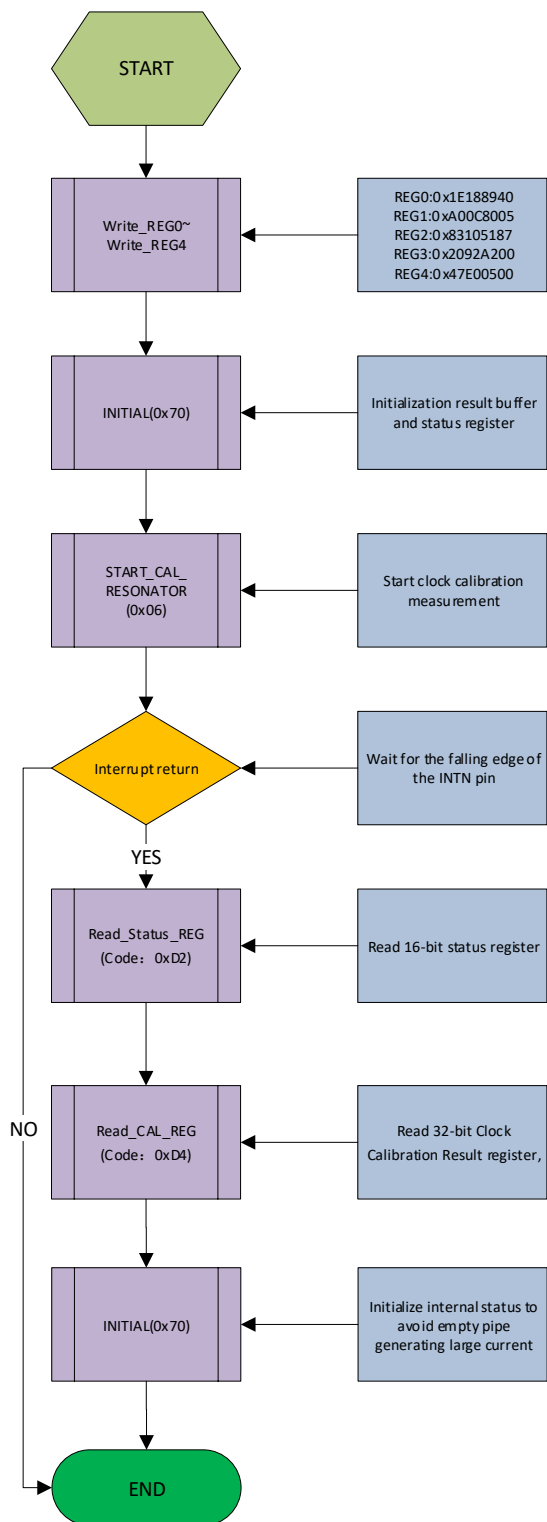 START
Write_REG0~
Write_REG4
REG0:0x1E188940
REG1:0xA00C8005
REG2:0x83105187
REG3:0x2092A200
REG4:0x47E00500
INITIAL(0x70)
Initialization result buffer
and status register
START_CAL_
RESONATOR
(0x06)
Start clock calibration
measurement
Interrupt return
Wait for the falling edge of
the INTN pin
YES
Read_Status_REG
(Code：0xD2)
Read 16-bit status register
NO
Read_CAL_REG
(Code：0xD4)
Read 32-bit Clock
Calibration Result register,
INITIAL(0x70)
Initialize internal status to
avoid empty pipe
generating large current
END